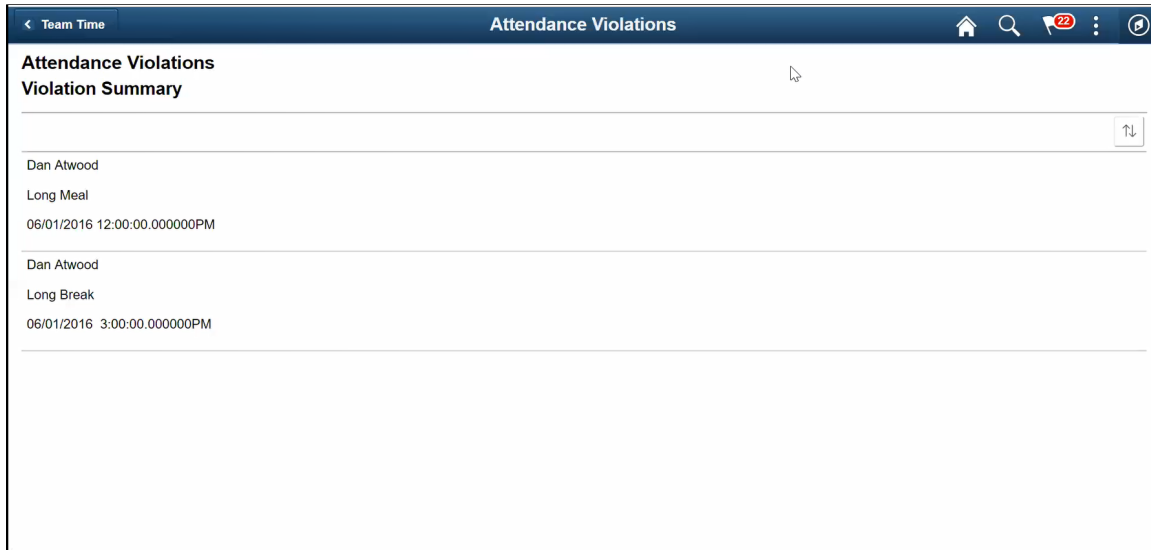 Team Time
Attendance Violations
22
Attendance Violations
Violation Summary
Dan Atwood
Long Meal
06/01/2016 12:00:00.000000PM
Dan Atwood
Long Break
06/01/2016  3:00:00.000000PM